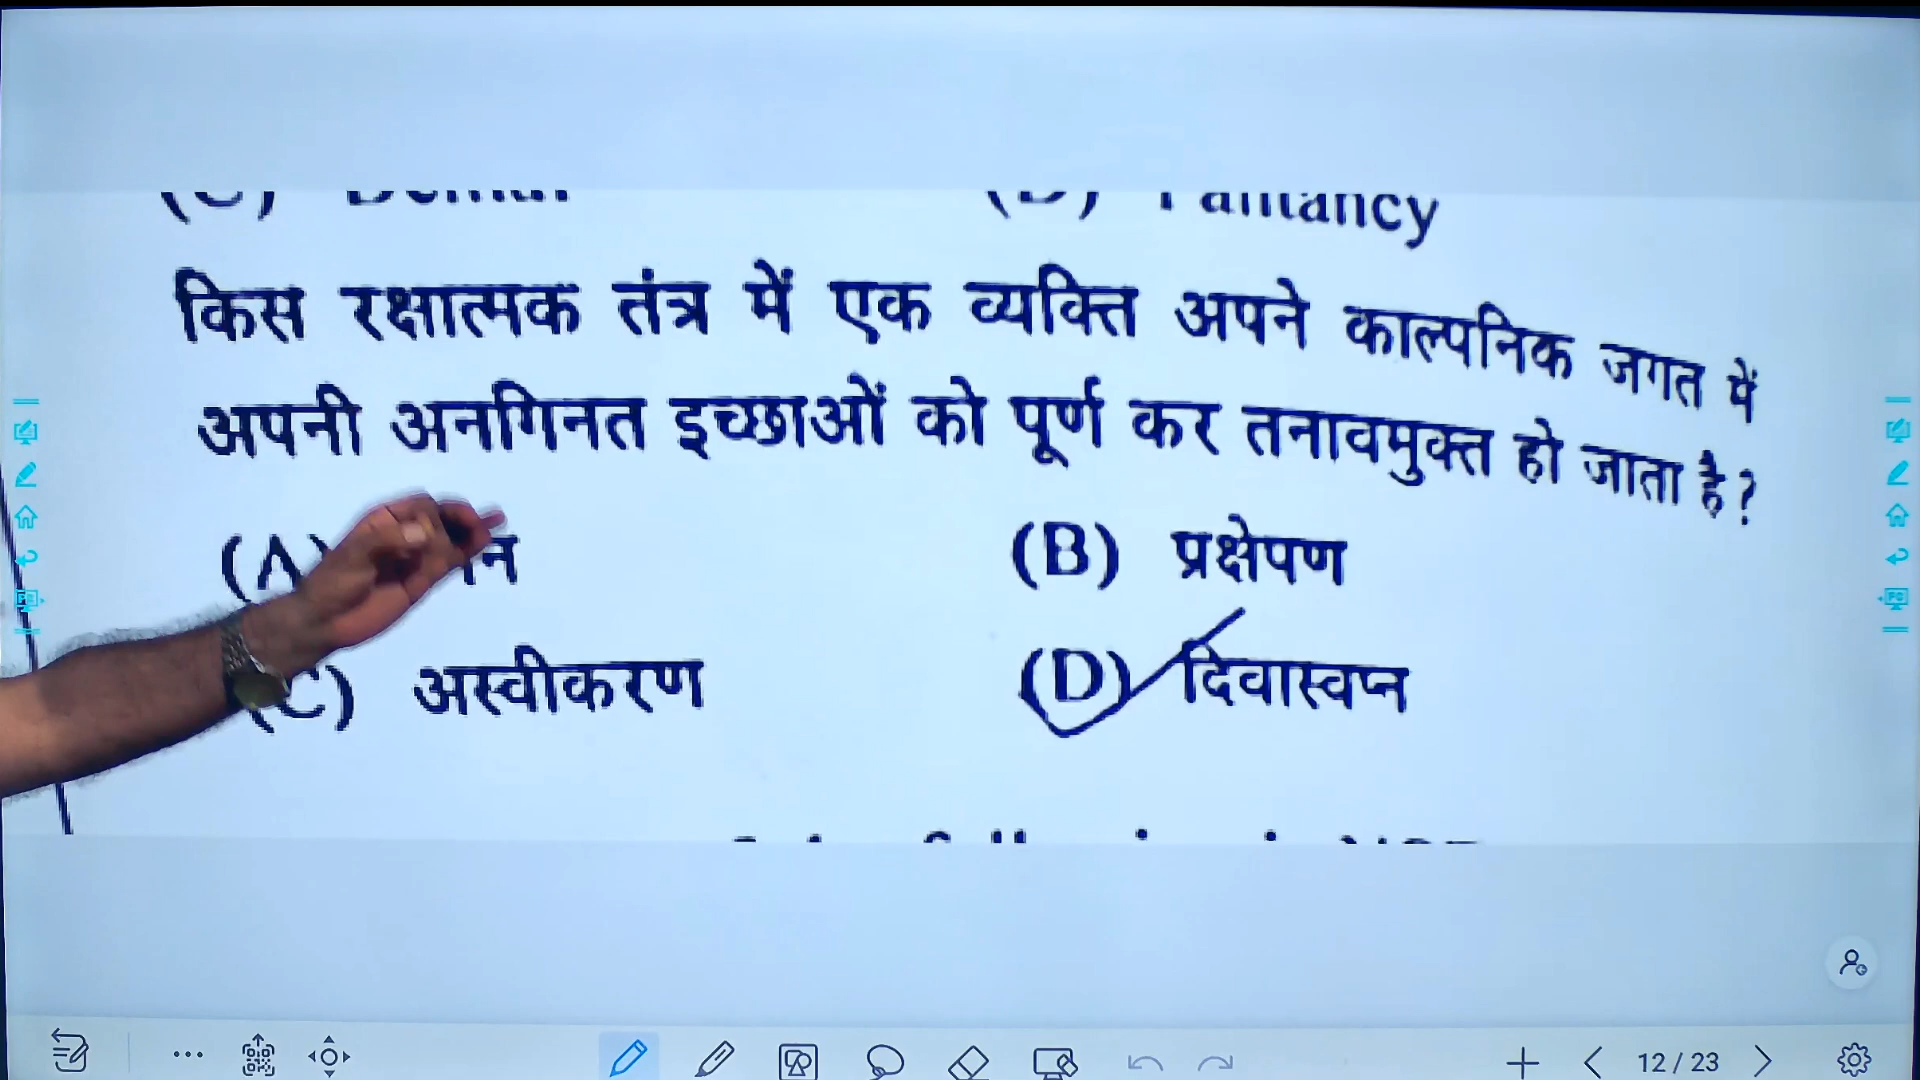 किस रक्षात्मक तंत्र में एक व्यक्ति अपने काल्पनिक जगत में
अपनी अनगिनत इच्छाओं को पूर्ण कर तनावमुक्त हो जाता है?
(B) प्रक्षेपण
(C) अस्वीकरण
(D) दिवास्वप्न
12 / 23